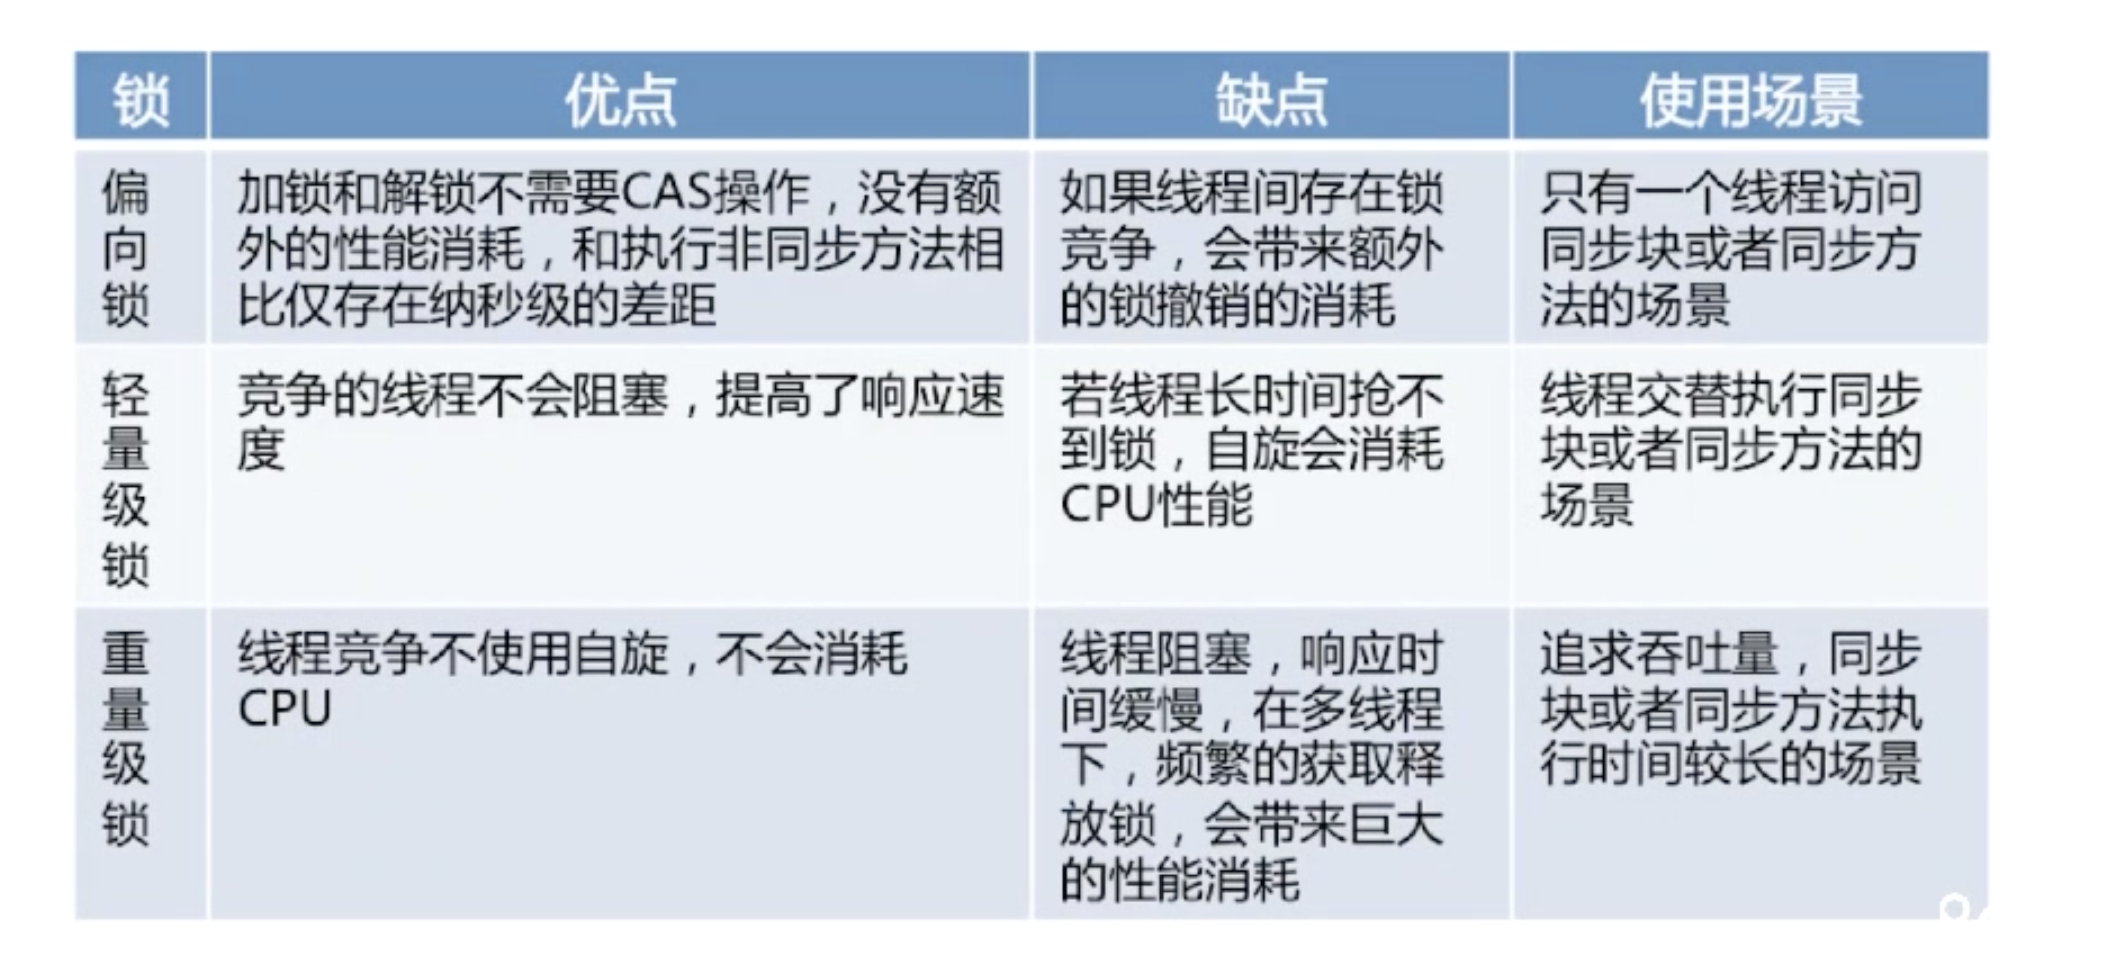 锁 优点 缺点 使用场景
偏
向
锁
加锁和解锁不需要CAS操作，没有额
外的性能消耗，和执行非同步方法相
比仅存在纳秒级的差距
如果线程间存在锁
竞争，会带来额外
的锁撤销的消耗
只有一个线程访问
同步块或者同步方
法的场景
轻
量
级
锁
竞争的线程不会阻塞，提高了响应速
度
若线程长时间抢不
到锁，自旋会消耗
CPU性能
线程交替执行同步
块或者同步方法的
场景
重
量
级
锁
线程竞争不使用自旋，不会消耗
CPU
线程阻塞，响应时
间缓慢，在多线程
下，频繁的获取释
放锁，会带来巨大
的性能消耗
追求吞吐量，同步
块或者同步方法执
行时间较长的场景